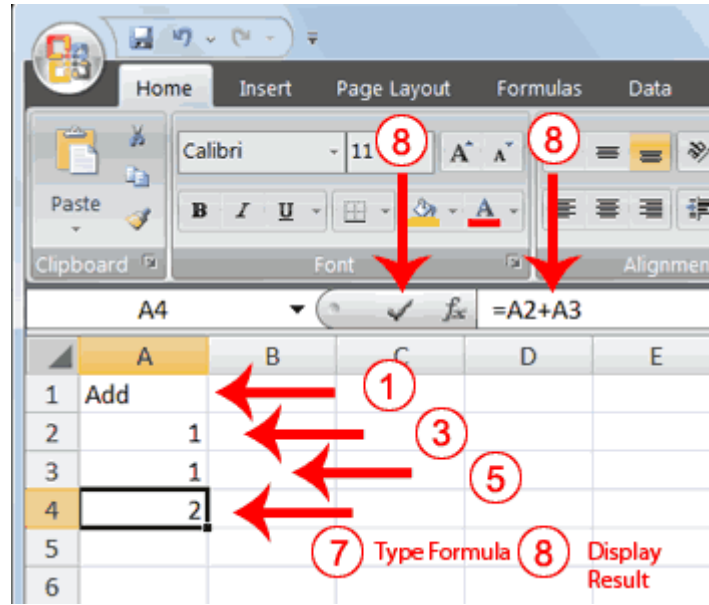 Home Insert Page Layout Formulas Data
Calibri 11 8 A A 8
Paste B I U A
Clipboard Font Alignmen
A4 fx =A2+A3
A B C D E
1 Add 1
2 1 3
3 1 5
4 2
5 7 Type Formula 8 Display
6 Result